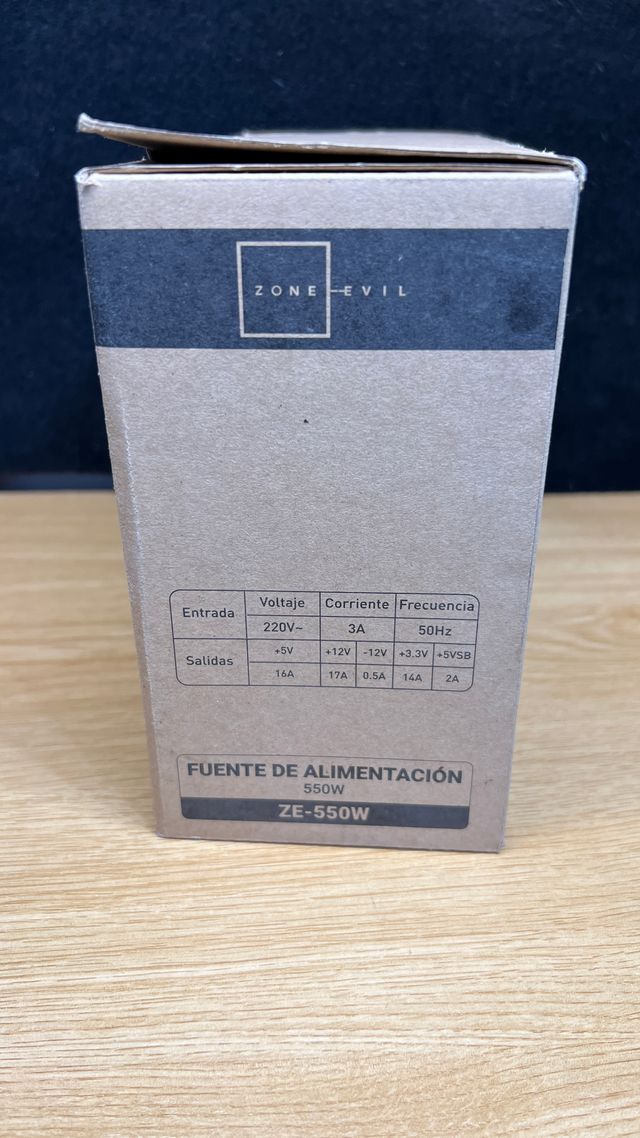 ZONE EVIL
Entrada Voltaje Corriente Frecuencia
220V~ 3A 50Hz
Salidas +5V +12V -12V +3.3V +5VSB
16A 17A 0.5A 14A 2A
FUENTE DE ALIMENTACIÓN
550W
ZE-550W